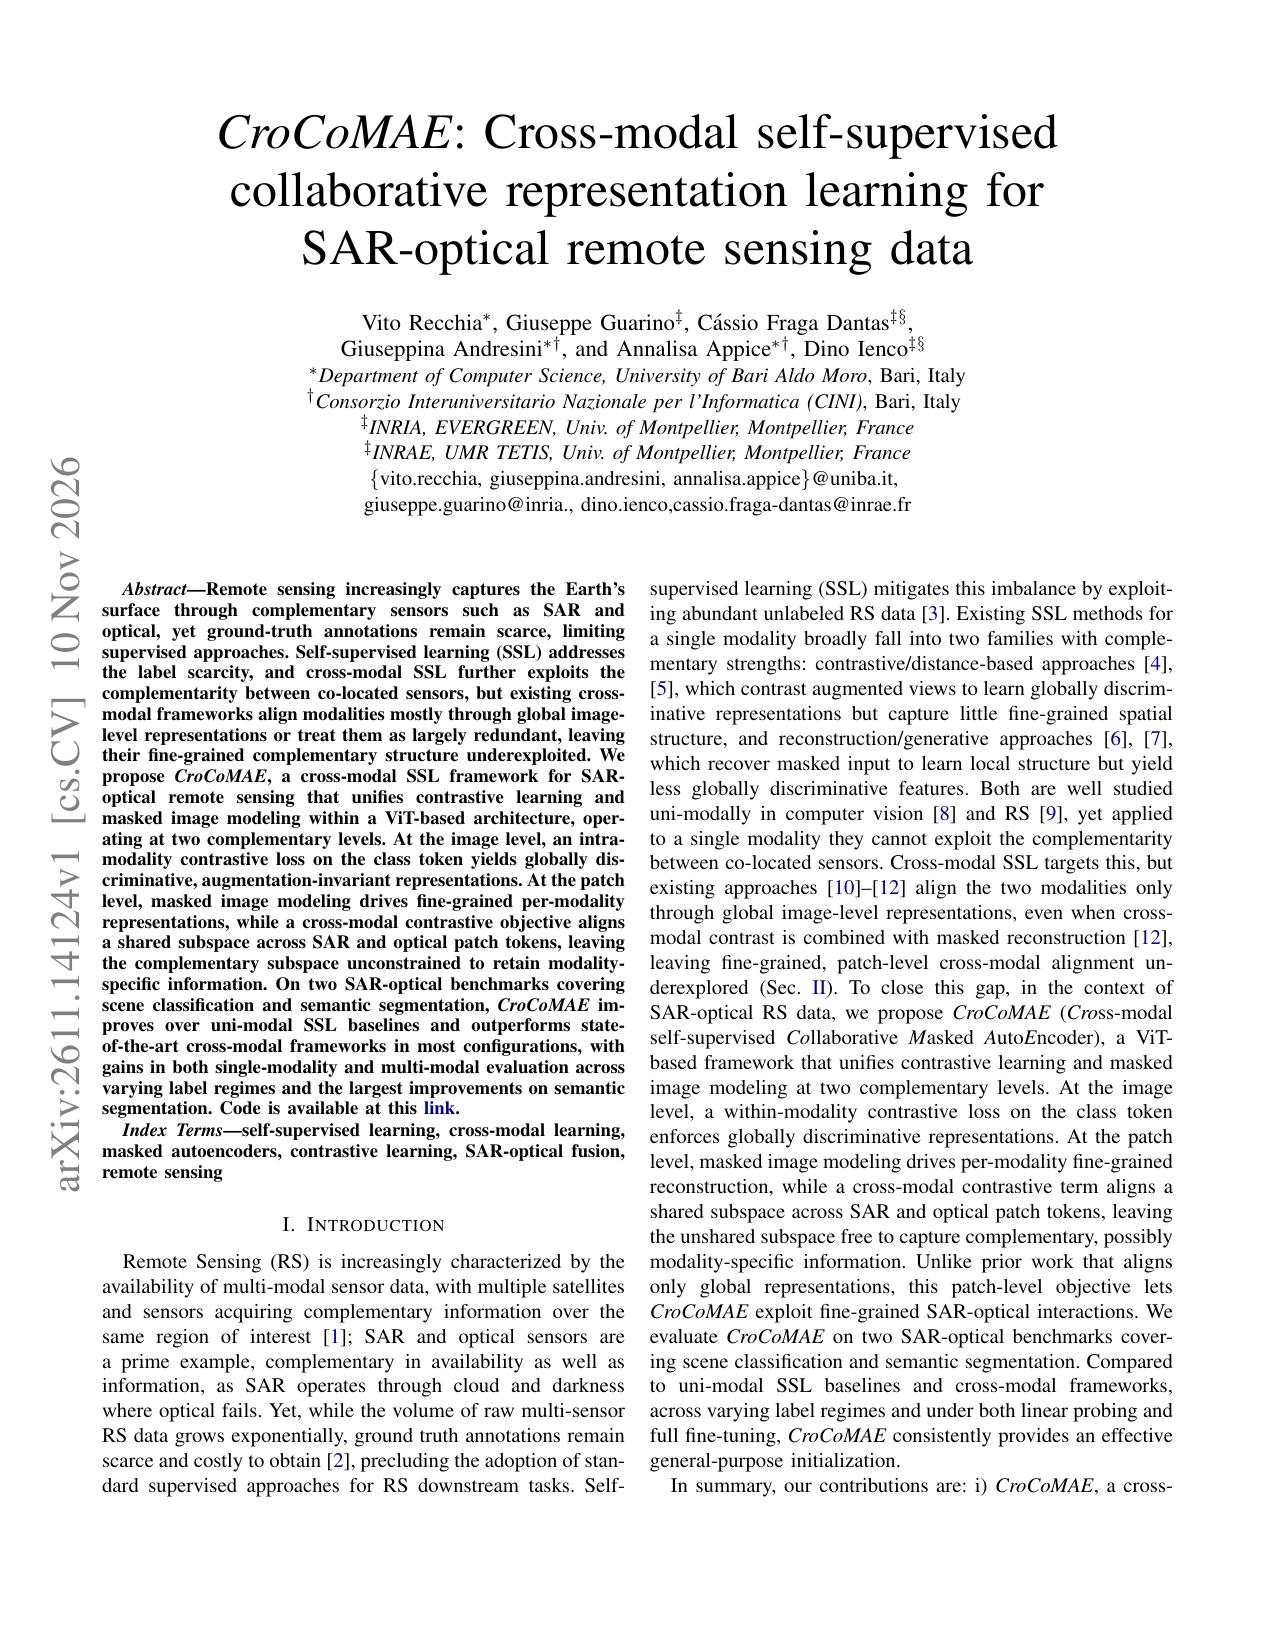 CroCoMAE: Cross-modal self-supervised
collaborative representation learning for
SAR-optical remote sensing data
Vito Recchia*, Giuseppe Guarino‡, Cássio Fraga Dantas‡§,
Giuseppina Andresini*†, and Annalisa Appice*†, Dino Ienco‡§
*Department of Computer Science, University of Bari Aldo Moro, Bari, Italy
†Consorzio Interuniversitario Nazionale per l'Informatica (CINI), Bari, Italy
‡INRIA, EVERGREEN, Univ. of Montpellier, Montpellier, France
‡INRAE, UMR TETIS, Univ. of Montpellier, Montpellier, France
{vito.recchia, giuseppina.andresini, annalisa.appice}@uniba.it,
giuseppe.guarino@inria., dino.ienco,cassio.fraga-dantas@inrae.fr
arXiv:2611.14124v1 [cs.CV] 10 Nov 2026
Abstract—Remote sensing increasingly captures the Earth's
surface through complementary sensors such as SAR and
optical, yet ground-truth annotations remain scarce, limiting
supervised approaches. Self-supervised learning (SSL) addresses
the label scarcity, and cross-modal SSL further exploits the
complementarity between co-located sensors, but existing cross-
modal frameworks align modalities mostly through global image-
level representations or treat them as largely redundant, leaving
their fine-grained complementary structure underexploited. We
propose CroCoMAE, a cross-modal SSL framework for SAR-
optical remote sensing that unifies contrastive learning and
masked image modeling within a ViT-based architecture, oper-
ating at two complementary levels. At the image level, an intra-
modality contrastive loss on the class token yields globally dis-
criminative, augmentation-invariant representations. At the patch
level, masked image modeling drives fine-grained per-modality
representations, while a cross-modal contrastive objective aligns
a shared subspace across SAR and optical patch tokens, leaving
the complementary subspace unconstrained to retain modality-
specific information. On two SAR-optical benchmarks covering
scene classification and semantic segmentation, CroCoMAE im-
proves over uni-modal SSL baselines and outperforms state-
of-the-art cross-modal frameworks in most configurations, with
gains in both single-modality and multi-modal evaluation across
varying label regimes and the largest improvements on semantic
segmentation. Code is available at this link.
Index Terms—self-supervised learning, cross-modal learning,
masked autoencoders, contrastive learning, SAR-optical fusion,
remote sensing
I. INTRODUCTION
Remote Sensing (RS) is increasingly characterized by the
availability of multi-modal sensor data, with multiple satellites
and sensors acquiring complementary information over the
same region of interest [1]; SAR and optical sensors are
a prime example, complementary in availability as well as
information, as SAR operates through cloud and darkness
where optical fails. Yet, while the volume of raw multi-sensor
RS data grows exponentially, ground truth annotations remain
scarce and costly to obtain [2], precluding the adoption of stan-
dard supervised approaches for RS downstream tasks. Self-
supervised learning (SSL) mitigates this imbalance by exploit-
ing abundant unlabeled RS data [3]. Existing SSL methods for
a single modality broadly fall into two families with comple-
mentary strengths: contrastive/distance-based approaches [4],
[5], which contrast augmented views to learn globally discrim-
inative representations but capture little fine-grained spatial
structure, and reconstruction/generative approaches [6], [7],
which recover masked input to learn local structure but yield
less globally discriminative features. Both are well studied
uni-modally in computer vision [8] and RS [9], yet applied
to a single modality they cannot exploit the complementarity
between co-located sensors. Cross-modal SSL targets this, but
existing approaches [10]–[12] align the two modalities only
through global image-level representations, even when cross-
modal contrast is combined with masked reconstruction [12],
leaving fine-grained, patch-level cross-modal alignment un-
derexplored (Sec. II). To close this gap, in the context of
SAR-optical RS data, we propose CroCoMAE (Cross-modal
self-supervised Collaborative Masked AutoEncoder), a ViT-
based framework that unifies contrastive learning and masked
image modeling at two complementary levels. At the image
level, a within-modality contrastive loss on the class token
enforces globally discriminative representations. At the patch
level, masked image modeling drives per-modality fine-grained
reconstruction, while a cross-modal contrastive term aligns a
shared subspace across SAR and optical patch tokens, leaving
the unshared subspace free to capture complementary, possibly
modality-specific information. Unlike prior work that aligns
only global representations, this patch-level objective lets
CroCoMAE exploit fine-grained SAR-optical interactions. We
evaluate CroCoMAE on two SAR-optical benchmarks cover-
ing scene classification and semantic segmentation. Compared
to uni-modal SSL baselines and cross-modal frameworks,
across varying label regimes and under both linear probing and
full fine-tuning, CroCoMAE consistently provides an effective
general-purpose initialization.
In summary, our contributions are: i) CroCoMAE, a cross-